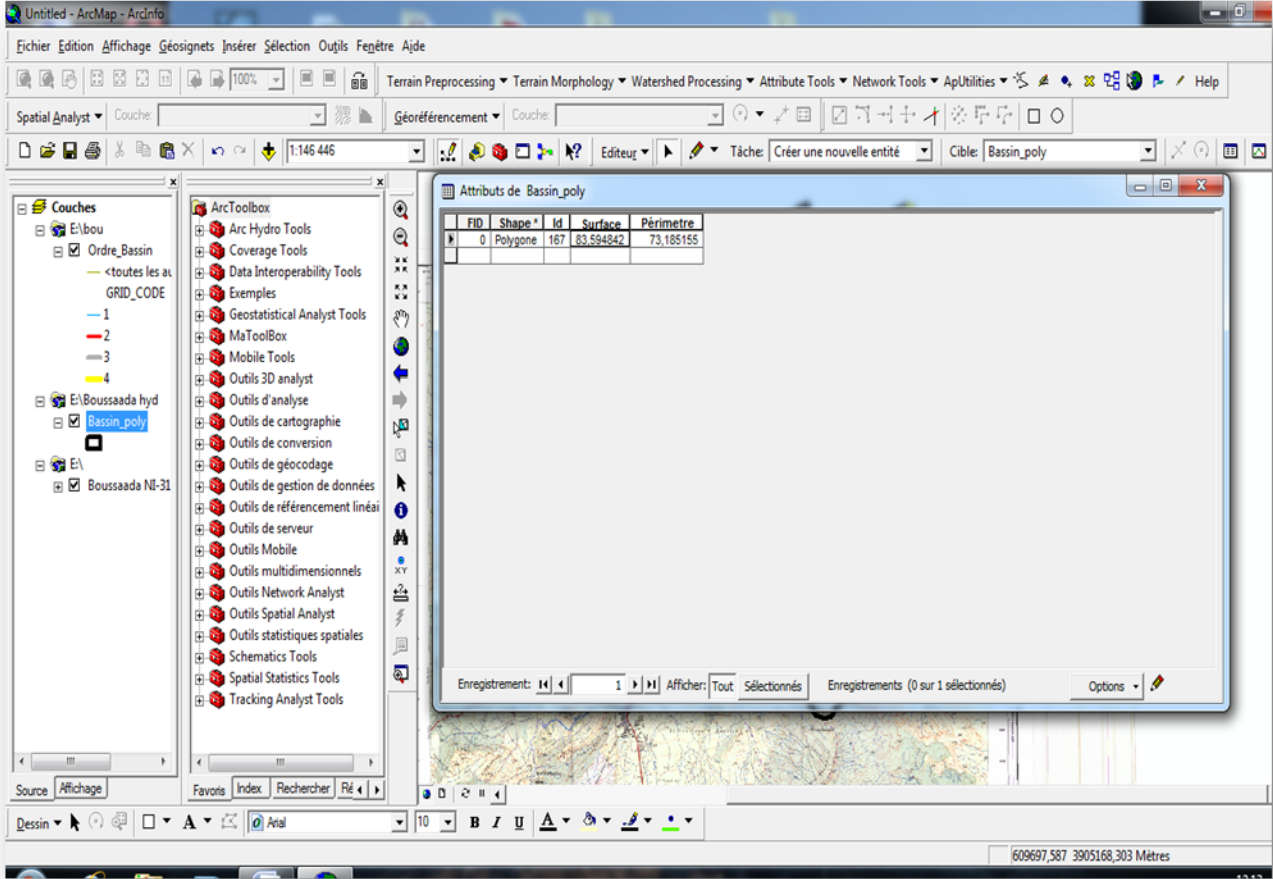 Untitled - ArcMap - ArcInfo
Fichier Edition Affichage Géosignets Insérer Sélection Outils Fenêtre Aide
100% Terrain Preprocessing Terrain Morphology Watershed Processing Attribute Tools Network Tools ApUtilities Help
Spatial Analyst Couche: Géoréférencement Couche:
1:146 446 Editeur Tâche: Créer une nouvelle entité Cible: Bassin_poly
Couches
E:\bou
Ordre_Bassin
<toutes les au
GRID_CODE
1
2
3
4
E:\Boussaada hyd
Bassin_poly
E:\
Boussaada NI-31
Source Affichage
ArcToolbox
Arc Hydro Tools
Coverage Tools
Data Interoperability Tools
Exemples
Geostatistical Analyst Tools
MaToolBox
Mobile Tools
Outils 3D analyst
Outils d'analyse
Outils de cartographie
Outils de conversion
Outils de géocodage
Outils de gestion de données
Outils de référencement linéai
Outils de serveur
Outils Mobile
Outils multidimensionnels
Outils Network Analyst
Outils Spatial Analyst
Outils statistiques spatiales
Schematics Tools
Spatial Statistics Tools
Tracking Analyst Tools
Favoris Index Rechercher Ré
XY
Attributs de Bassin_poly
FID Shape * Id Surface Périmetre
0 Polygone 167 83,594842 73,185155
Enregistrement: 1 Afficher: Tout Sélectionnés Enregistrements (0 sur 1 sélectionnés) Options
Dessin A Arial 10 B I U A
609697,587 3905168,303 Mètres